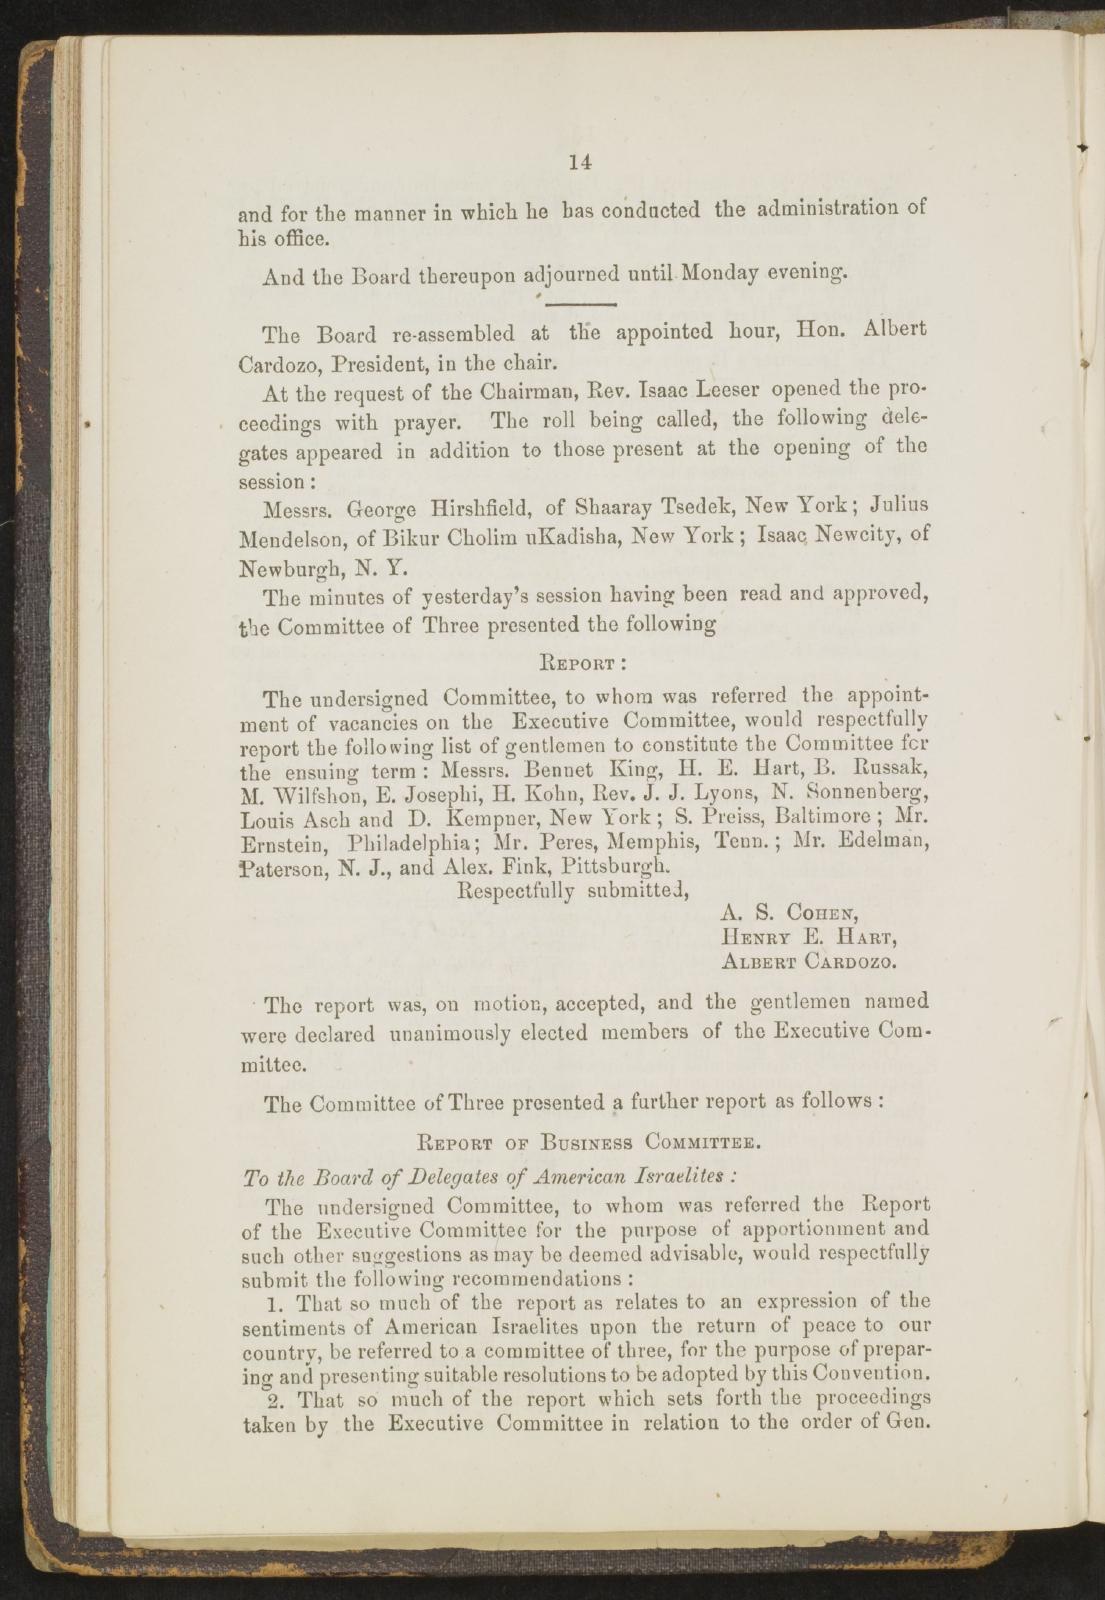 14
and for the manner in which he has conducted the administration of
his office.
And the Board thereupon adjourned until Monday evening.
The Board re-assembled at the appointed hour, Hon. Albert
Cardozo, President, in the chair.
At the request of the Chairman, Rev. Isaac Leeser opened the pro-
ceedings with prayer. The roll being called, the following dele-
gates appeared in addition to those present at the opening of the
session :
Messrs. George Hirshfield, of Shaaray Tsedek, New York; Julius
Mendelson, of Bikur Cholim uKadisha, New York ; Isaac Newcity, of
Newburgh, N. Y.
The minutes of yesterday's session having been read and approved,
the Committee of Three presented the following
REPORT :
The undersigned Committee, to whom was referred the appoint-
ment of vacancies on the Executive Committee, would respectfully
report the following list of gentlemen to constitute the Committee for
the ensuing term : Messrs. Bennet King, H. E. Hart, B. Russak,
M. Wilfshon, E. Josephi, H. Kohn, Rev. J. J. Lyons, N. Sonnenberg,
Louis Asch and D. Kempner, New York ; S. Preiss, Baltimore ; Mr.
Ernstein, Philadelphia; Mr. Peres, Memphis, Tenn. ; Mr. Edelman,
Paterson, N. J., and Alex. Fink, Pittsburgh.
Respectfully submitted,
A. S. COHEN,
HENRY E. HART,
ALBERT CARDOZO.
The report was, on motion, accepted, and the gentlemen named
were declared unanimously elected members of the Executive Com-
mittee.
The Committee of Three presented a further report as follows :
REPORT OF BUSINESS COMMITTEE.
To the Board of Delegates of American Israelites :
The undersigned Committee, to whom was referred the Report
of the Executive Committee for the purpose of apportionment and
such other suggestions as may be deemed advisable, would respectfully
submit the following recommendations :
1. That so much of the report as relates to an expression of the
sentiments of American Israelites upon the return of peace to our
country, be referred to a committee of three, for the purpose of prepar-
ing and presenting suitable resolutions to be adopted by this Convention.
2. That so much of the report which sets forth the proceedings
taken by the Executive Committee in relation to the order of Gen.